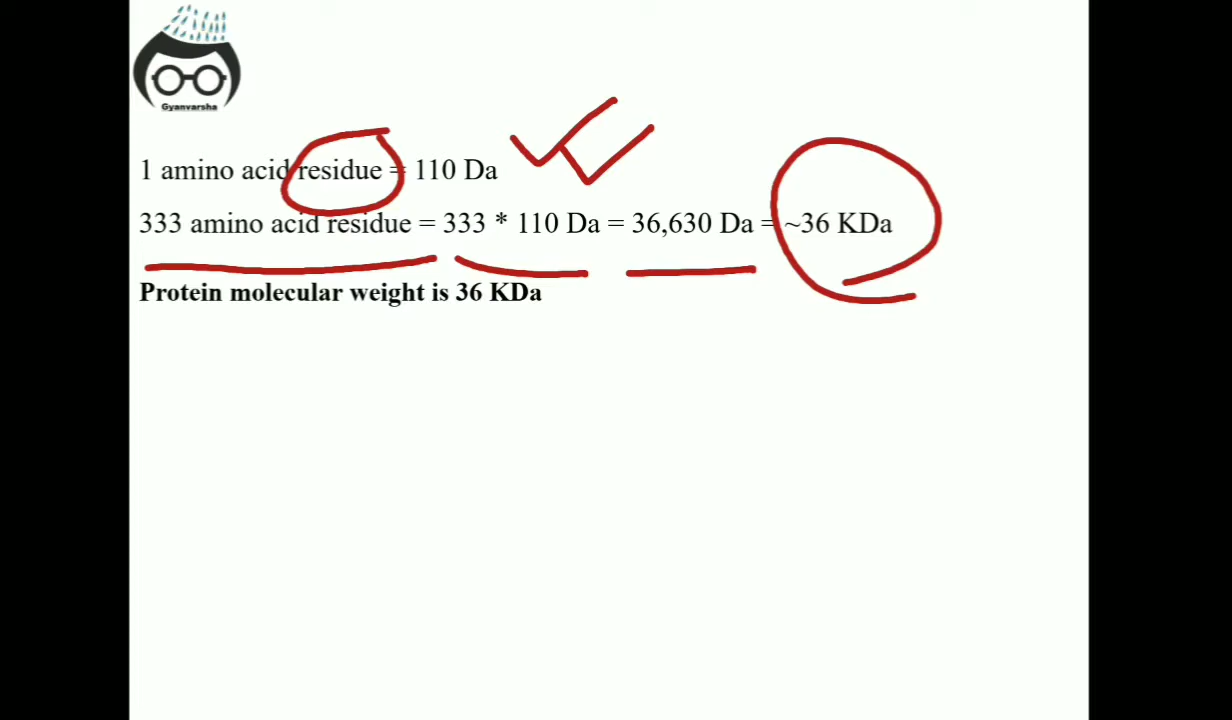 Gyanvarsha
1 amino acid residue = 110 Da
333 amino acid residue = 333 * 110 Da = 36,630 Da = ~36 KDa
Protein molecular weight is 36 KDa